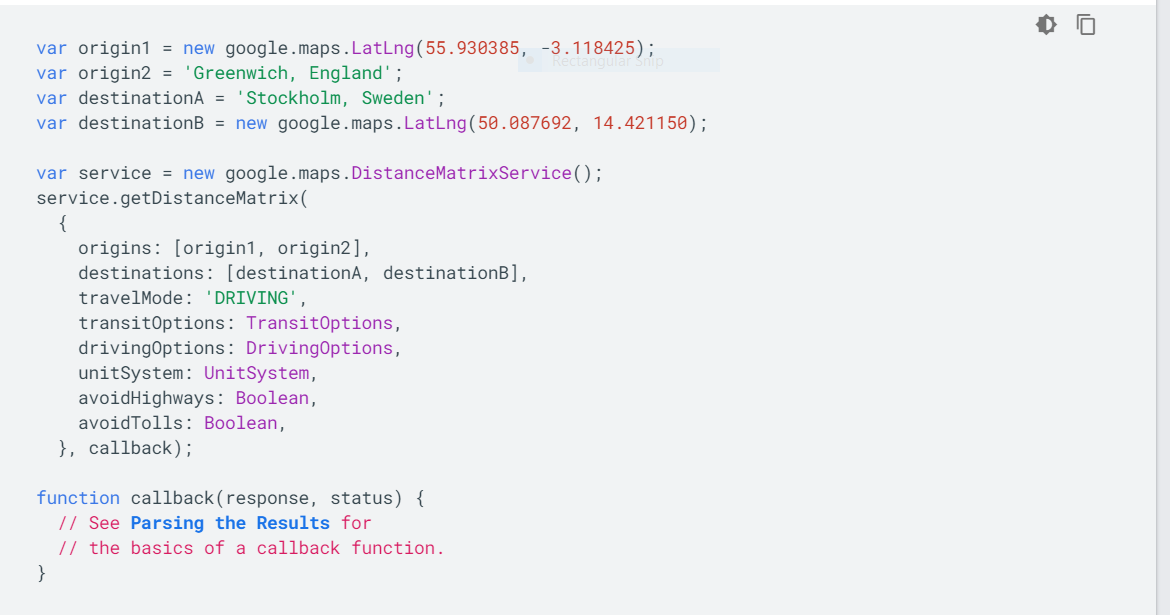 var origin1 = new google.maps.LatLng(55.930385, -3.118425);
Rectangular Snip
var origin2 = 'Greenwich, England';
var destinationA = 'Stockholm, Sweden';
var destinationB = new google.maps.LatLng(50.087692, 14.421150);

var service = new google.maps.DistanceMatrixService();
service.getDistanceMatrix(
  {
    origins: [origin1, origin2],
    destinations: [destinationA, destinationB],
    travelMode: 'DRIVING',
    transitOptions: TransitOptions,
    drivingOptions: DrivingOptions,
    unitSystem: UnitSystem,
    avoidHighways: Boolean,
    avoidTolls: Boolean,
  }, callback);

function callback(response, status) {
  // See Parsing the Results for
  // the basics of a callback function.
}